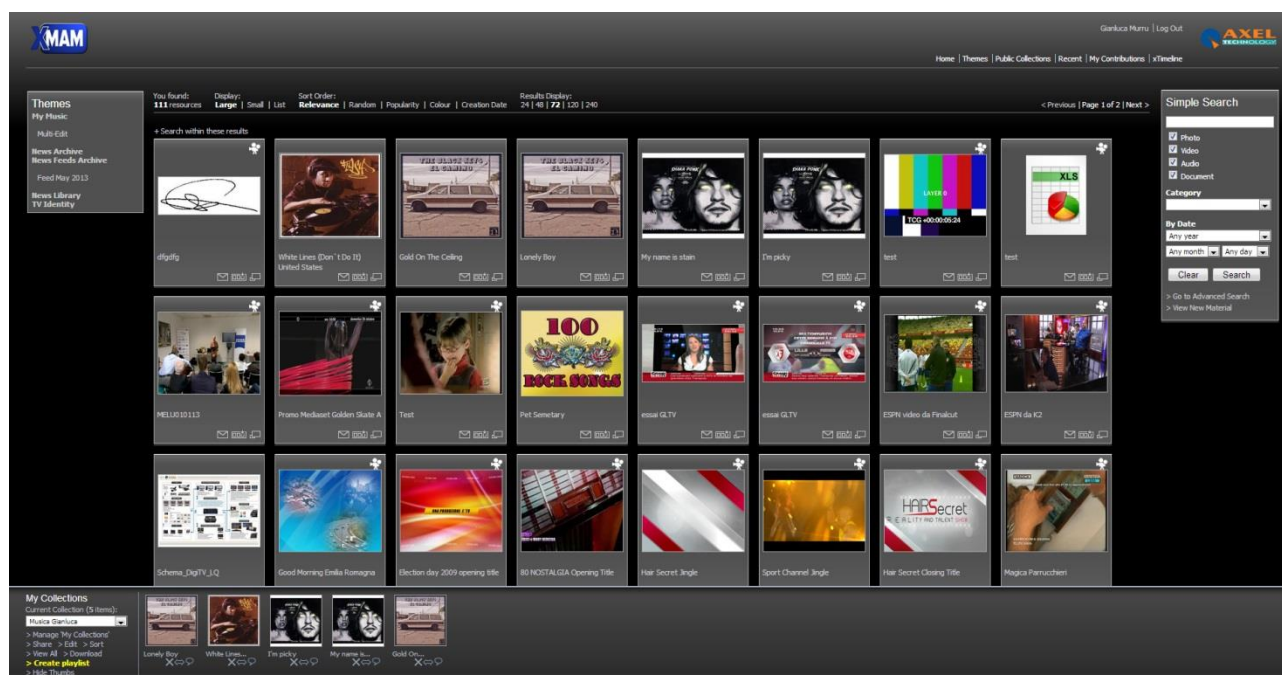 XMAM
Gianluca Murru | Log Out
AXEL
TECHNOLOGY
Home | Themes | Public Collections | Recent | My Contributions | xTimeline
Themes
My Music
Multi-Edit
News Archive
News Feeds Archive
Feed May 2013
News Library
TV Identity
You found: Display: Sort Order: Results Display:
111 resources Large | Small | List Relevance | Random | Popularity | Colour | Creation Date 24 | 48 | 72 | 120 | 240
< Previous | Page 1 of 2 | Next >
+ Search within these results
THE BLACK KEYS
EL CAMINO
THE BLACK KEYS
EL CAMINO
LAYER 0
TCG +00:00:05:24
XLS
dfgdfg
White Lines (Don´t Do It)
United States
Gold On The Ceiling
Lonely Boy
My name is stain
I'm picky
test
test
100
ROCK SONGS
MELU010113
Promo Mediaset Golden Skate A
Test
Pet Semetary
essai GLTV
essai GLTV
ESPN video da Finalcut
ESPN da K2
HAIRSecret
REALITY AND TALENT SHOW
Schema_DigiTV_LQ
Good Morning Emilia Romagna
Election day 2009 opening title
80 NOSTALGIA Opening Title
Hair Secret Jingle
Sport Channel Jingle
Hair Secret Closing Title
Magica Parrucchieri
Simple Search
Photo
Video
Audio
Document
Category
By Date
Any year
Any month Any day
Clear Search
> Go to Advanced Search
> View New Material
My Collections
Current Collection (5 items):
Musica Gianluca
> Manage 'My Collections'
> Share > Edit > Sort
> View All > Download
> Create playlist
> Hide Thumbs
Lonely Boy
White Lines...
I'm picky
My name is...
Gold On...